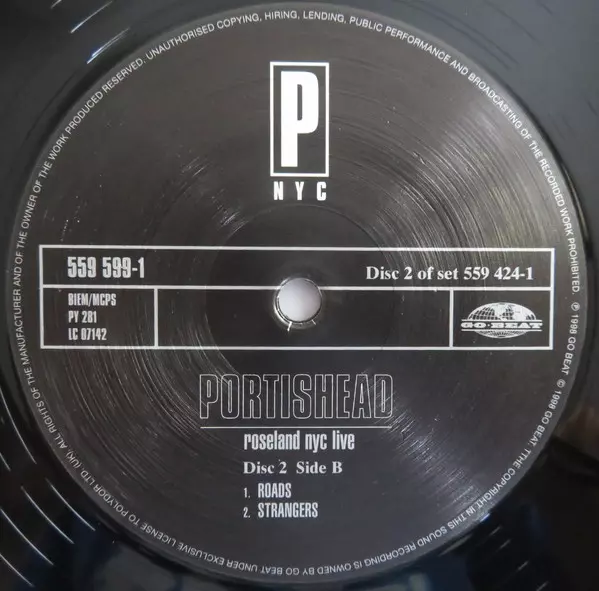 ALL RIGHTS OF THE MANUFACTURER AND OF THE OWNER OF THE WORK PRODUCED RESERVED. UNAUTHORISED COPYING, HIRING, LENDING, PUBLIC PERFORMANCE AND BROADCASTING OF THE RECORDED WORK PROHIBITED. ℗ 1998 GO BEAT © 1998 GO BEAT. TTHE COPYRIGHT IN THIS SOUND RECORDING IS OWNED BY GO BEAT UNDER EXCLUSIVE LICENSE TO POLYDOR LTD (UK)
P
NYC
559 599-1
Disc 2 of set 559 424-1
BIEM/MCPS
PY 281
LC 07142
GO·BEAT
PORTISHEAD
roseland nyc live
Disc 2 Side B
1. ROADS
2. STRANGERS